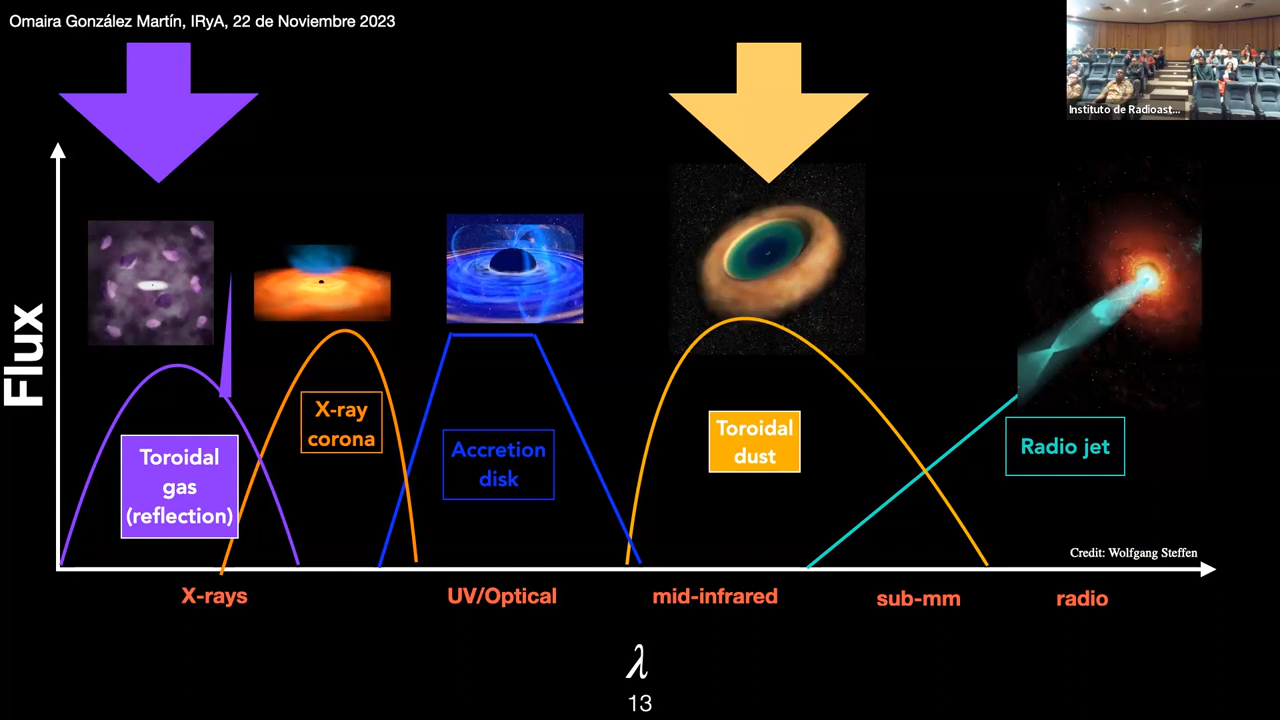 Omaira González Martín, IRyA, 22 de Noviembre 2023
Instituto de Radioast...
Flux
X-ray
corona
Toroidal
gas
(reflection)
Accretion
disk
Toroidal
dust
Radio jet
Credit: Wolfgang Steffen
X-rays
UV/Optical
mid-infrared
sub-mm
radio
λ
13